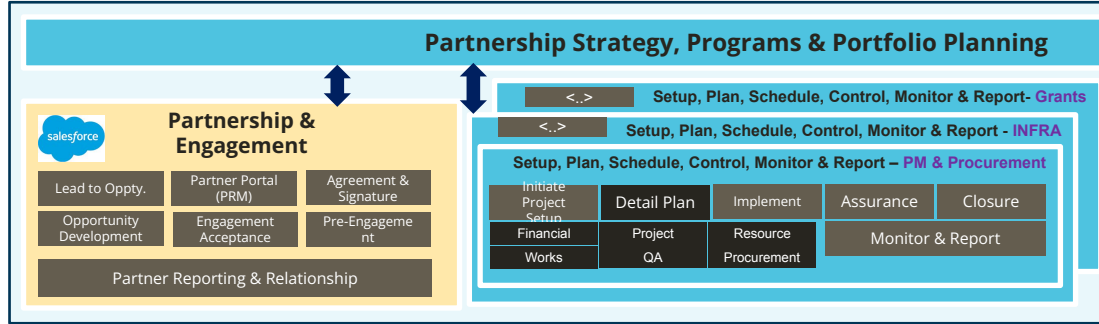 Partnership Strategy, Programs & Portfolio Planning
salesforce
Partnership &
Engagement
Lead to Oppty.
Partner Portal
(PRM)
Agreement &
Signature
Opportunity
Development
Engagement
Acceptance
Pre-Engageme
nt
Partner Reporting & Relationship
<..>
Setup, Plan, Schedule, Control, Monitor & Report- Grants
<..>
Setup, Plan, Schedule, Control, Monitor & Report - INFRA
Setup, Plan, Schedule, Control, Monitor & Report – PM & Procurement
Initiate
Project
Setup
Detail Plan
Implement
Assurance
Closure
Financial
Project
Resource
Monitor & Report
Works
QA
Procurement